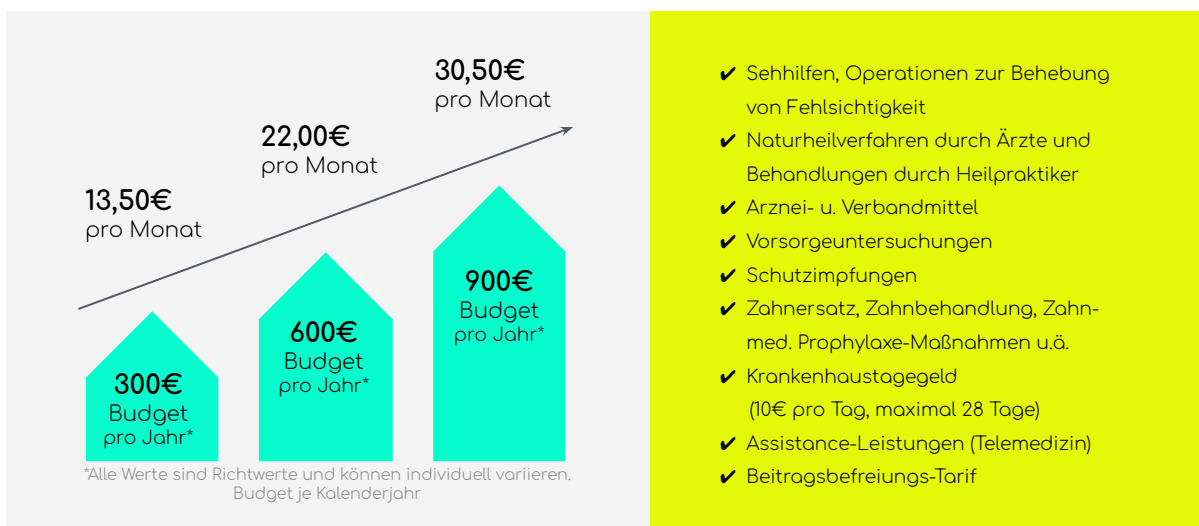 13,50€
pro Monat
22,00€
pro Monat
30,50€
pro Monat
300€
Budget
pro Jahr*
600€
Budget
pro Jahr*
900€
Budget
pro Jahr*
*Alle Werte sind Richtwerte und können individuell variieren.
Budget je Kalenderjahr
✔ Sehhilfen, Operationen zur Behebung
von Fehlsichtigkeit
✔ Naturheilverfahren durch Ärzte und
Behandlungen durch Heilpraktiker
✔ Arznei- u. Verbandmittel
✔ Vorsorgeuntersuchungen
✔ Schutzimpfungen
✔ Zahnersatz, Zahnbehandlung, Zahn-
med. Prophylaxe-Maßnahmen u.ä.
✔ Krankenhaustagegeld
(10€ pro Tag, maximal 28 Tage)
✔ Assistance-Leistungen (Telemedizin)
✔ Beitragsbefreiungs-Tarif